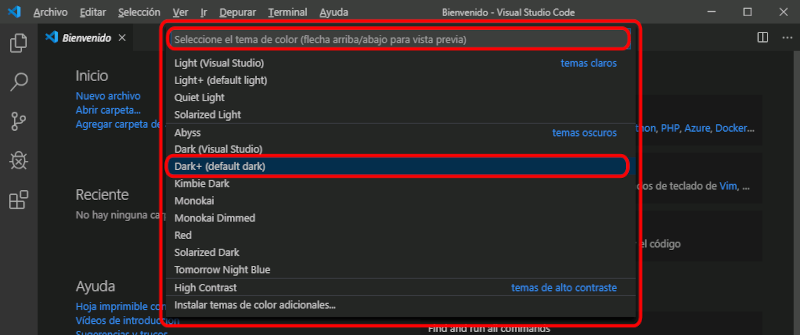 Archivo Editar Selección Ver Ir Depurar Terminal Ayuda Bienvenido - Visual Studio Code
Bienvenido
Seleccione el tema de color (flecha arriba/abajo para vista previa)
Light (Visual Studio) temas claros
Light+ (default light)
Quiet Light
Solarized Light
Abyss temas oscuros
Dark (Visual Studio)
Dark+ (default dark)
Kimbie Dark
Monokai
Monokai Dimmed
Red
Solarized Dark
Tomorrow Night Blue
High Contrast temas de alto contraste
Instalar temas de color adicionales...
Inicio
Nuevo archivo
Abrir carpeta...
Agregar carpeta de
Reciente
No hay ninguna
Ayuda
Hoja imprimible
Vídeos de introducción
Sugerencias y trucos
PHP, Azure, Docker...
de teclado de Vim, ...
el código
Find and run all commands